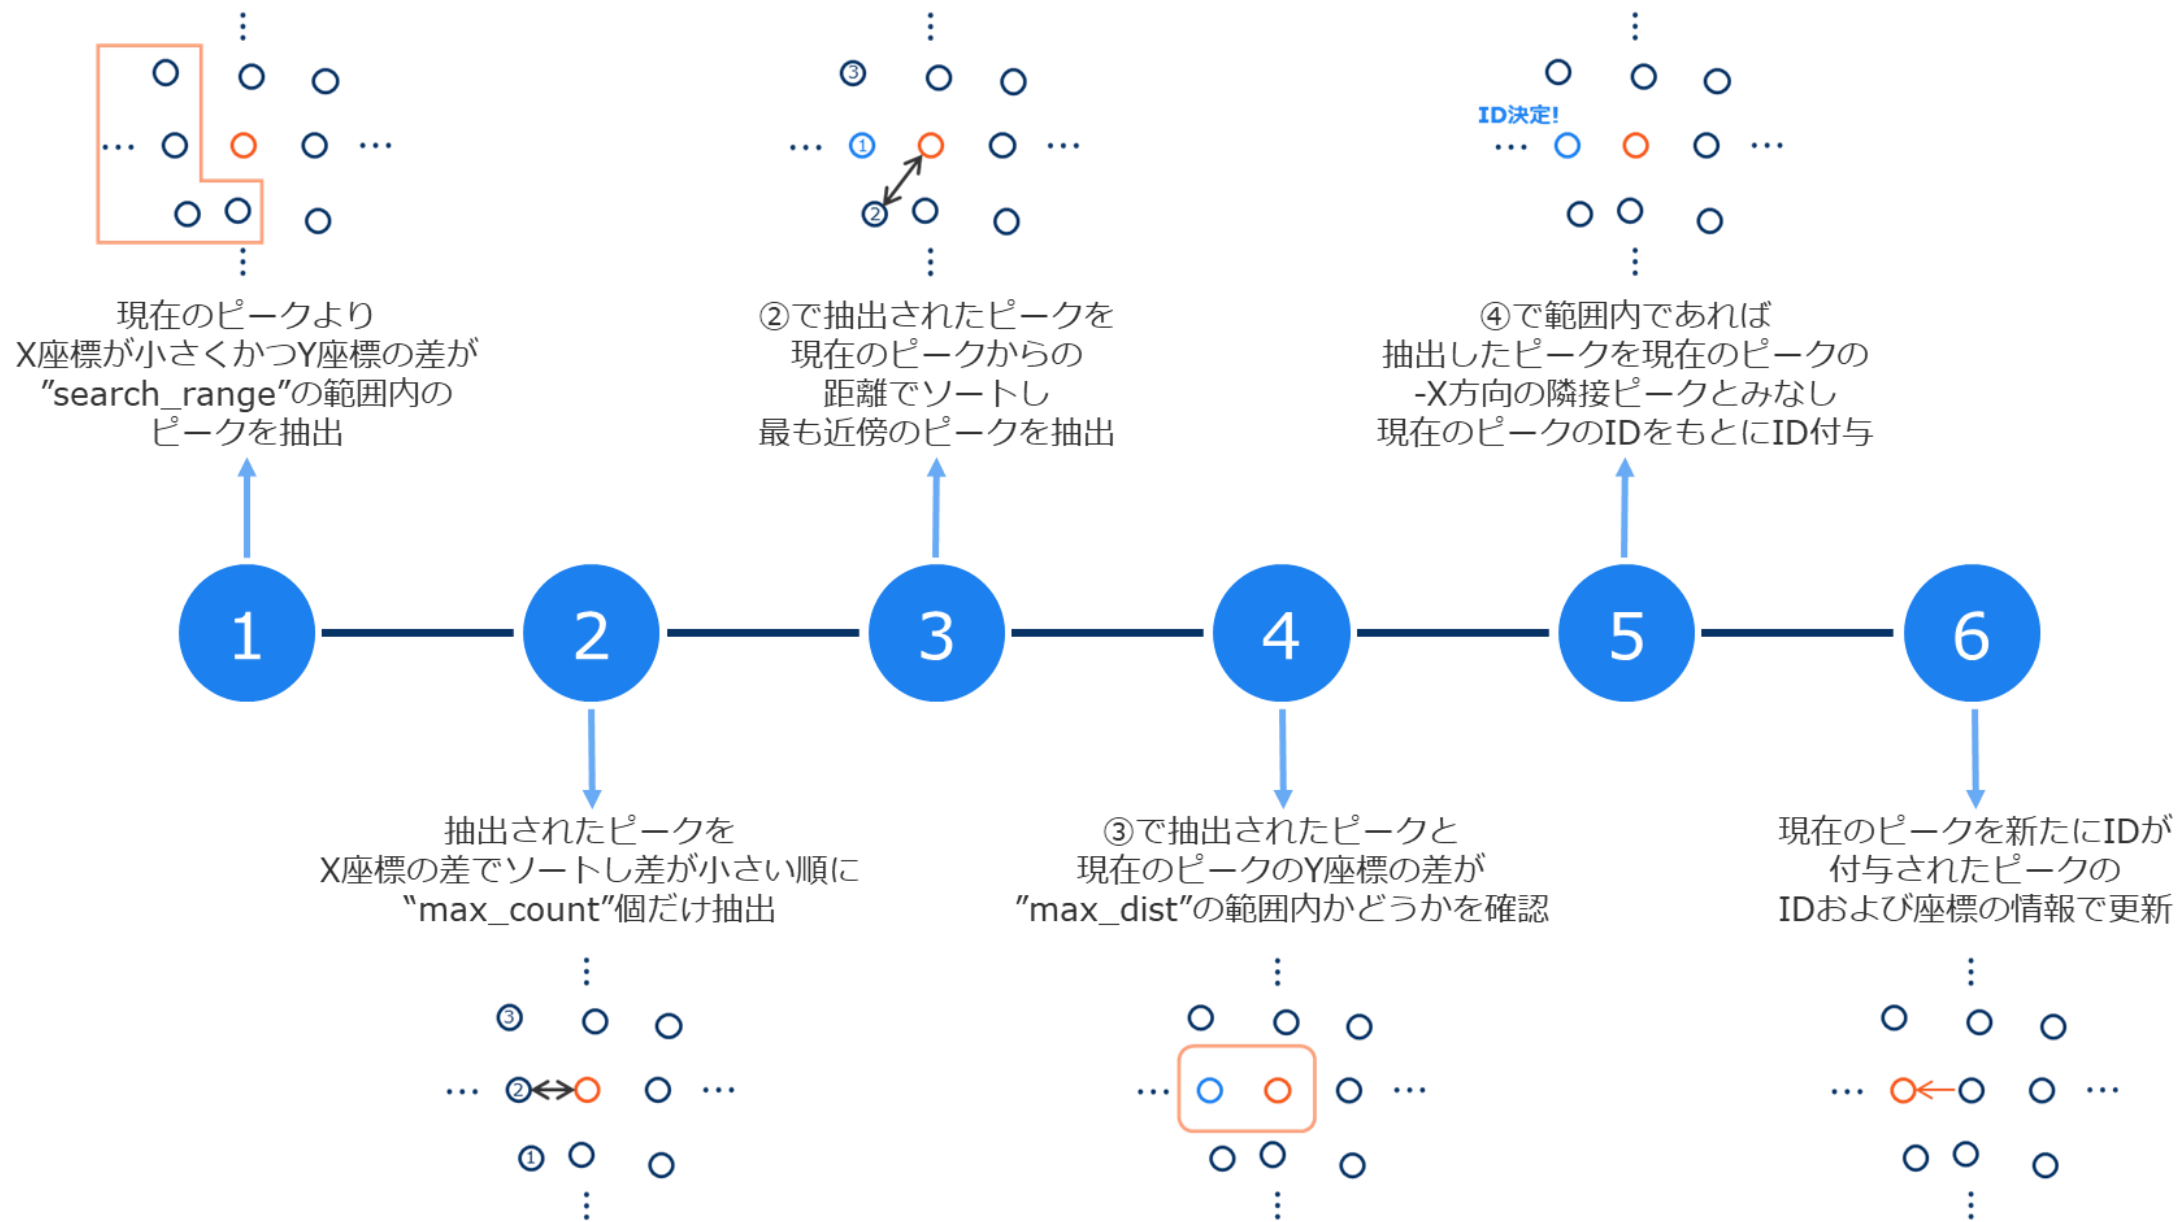 現在のピークより
X座標が小さくかつY座標の差が
”search_range”の範囲内の
ピークを抽出
3
1
2
②で抽出されたピークを
現在のピークからの
距離でソートし
最も近傍のピークを抽出
ID決定!
④で範囲内であれば
抽出したピークを現在のピークの
-X方向の隣接ピークとみなし
現在のピークのIDをもとにID付与
1
2
3
4
5
6
抽出されたピークを
X座標の差でソートし差が小さい順に
“max_count”個だけ抽出
3
2
1
③で抽出されたピークと
現在のピークのY座標の差が
”max_dist”の範囲内かどうかを確認
現在のピークを新たにIDが
付与されたピークの
IDおよび座標の情報で更新